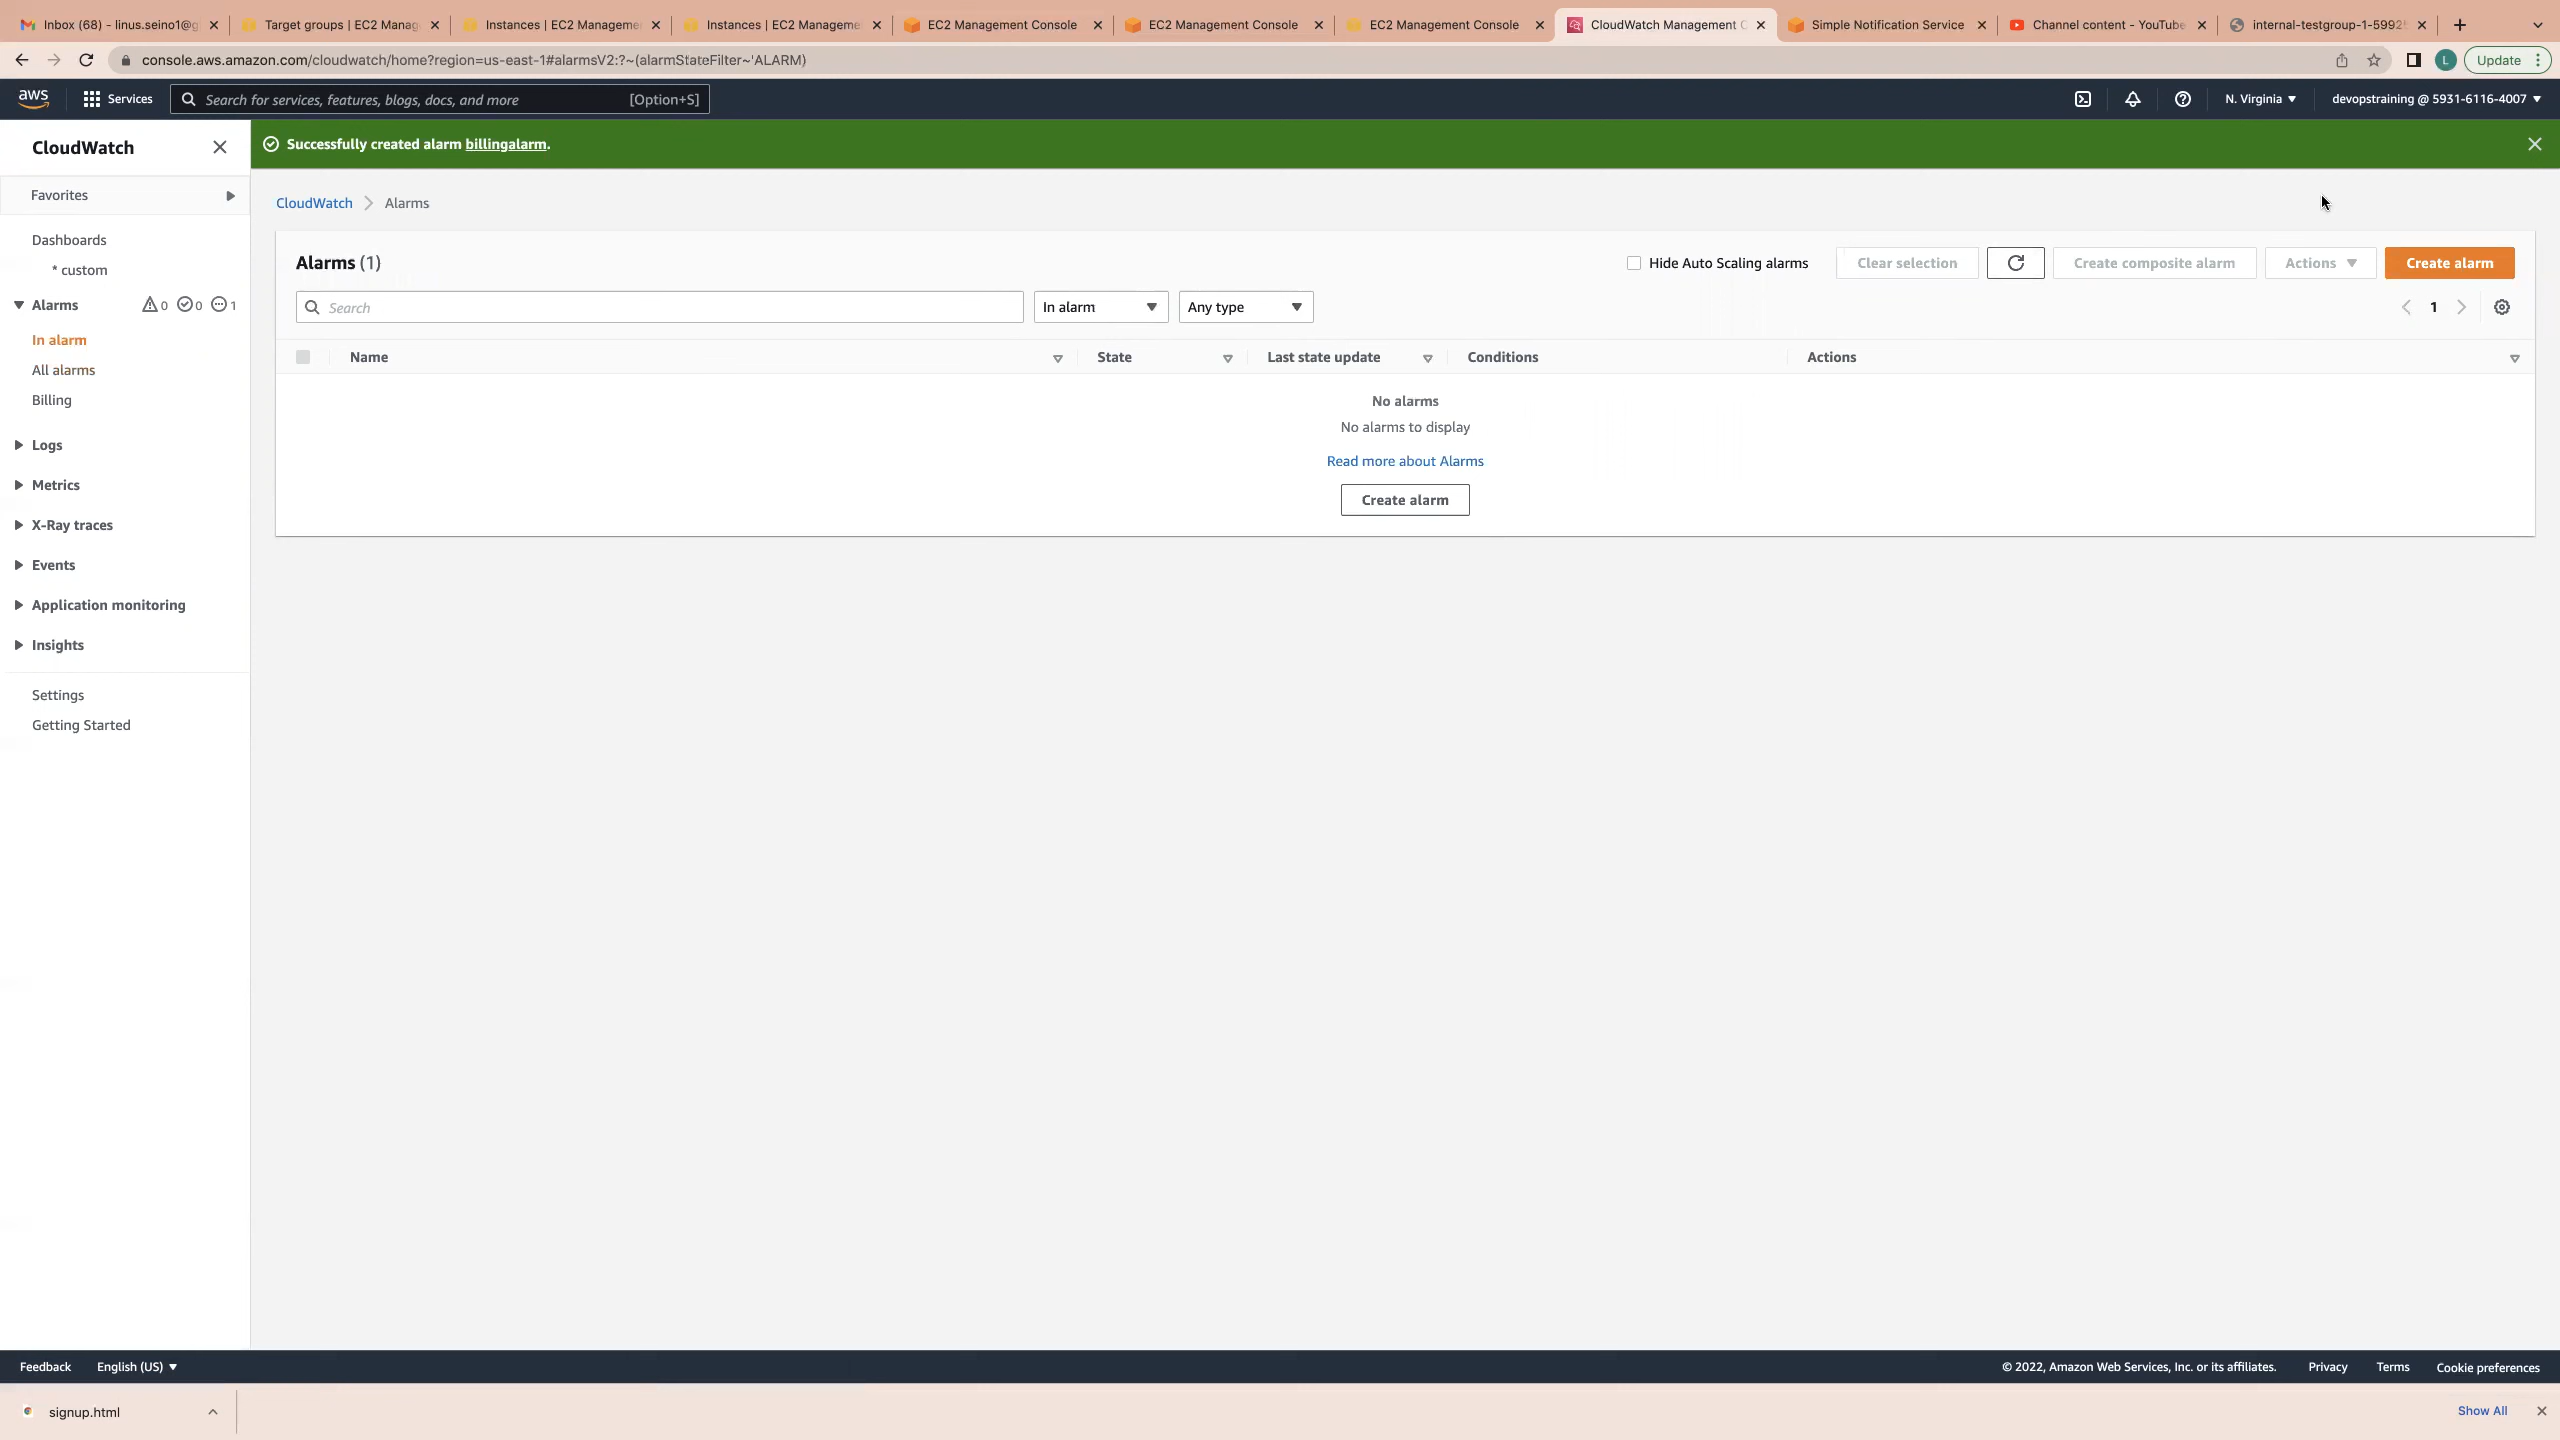 Inbox (68) - linus.seino1@g
Target groups | EC2 Manag
Instances | EC2 Manageme
Instances | EC2 Manageme
EC2 Management Console
EC2 Management Console
EC2 Management Console
CloudWatch Management C
Simple Notification Service
Channel content - YouTube
internal-testgroup-1-5992
console.aws.amazon.com/cloudwatch/home?region=us-east-1#alarmsV2:?~(alarmStateFilter~'ALARM)
L
Update
aws
Services
Search for services, features, blogs, docs, and more
[Option+S]
N. Virginia
devopstraining @ 5931-6116-4007
CloudWatch
Successfully created alarm billingalarm.
Favorites
CloudWatch
Alarms
Dashboards
* custom
Alarms
0
0
1
In alarm
All alarms
Billing
Logs
Metrics
X-Ray traces
Events
Application monitoring
Insights
Settings
Getting Started
Alarms (1)
Hide Auto Scaling alarms
Clear selection
Create composite alarm
Actions
Create alarm
Search
In alarm
Any type
1
Name
State
Last state update
Conditions
Actions
No alarms
No alarms to display
Read more about Alarms
Create alarm
Feedback
English (US)
© 2022, Amazon Web Services, Inc. or its affiliates.
Privacy
Terms
Cookie preferences
signup.html
Show All